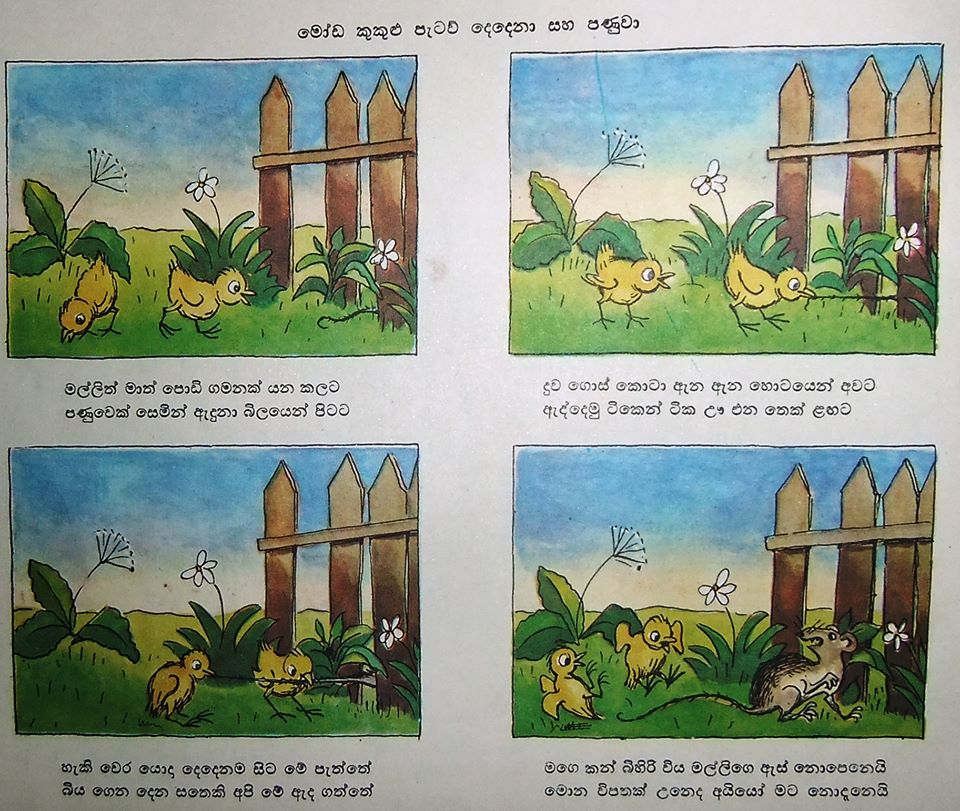 මෝඩ කුකුළු පැටව් දෙදෙනා සහ පණුවා
මල්ලිත් මාත් පොඩි ගමනක් යන කලට
පණුවෙක් සෙමින් ඇදුනා බිලයෙන් පිටට
දුව ගොස් කොටා ඇන ඇන හොටයෙන් අවට
ඇද්දෙමු ටිකෙන් ටික ඌ එන තෙක් ළඟට
හැකි වෙර යොදා දෙදෙනම සිට මේ පැත්තේ
බිය ගෙන දෙන සතෙකි අපි මේ ඇද ගත්තේ
මගෙ කන් බිහිරි විය මල්ලිගෙ ඇස් නොපෙනෙයි
මොන විපතක් උනෙද අයියෝ මට නොදැනෙයි